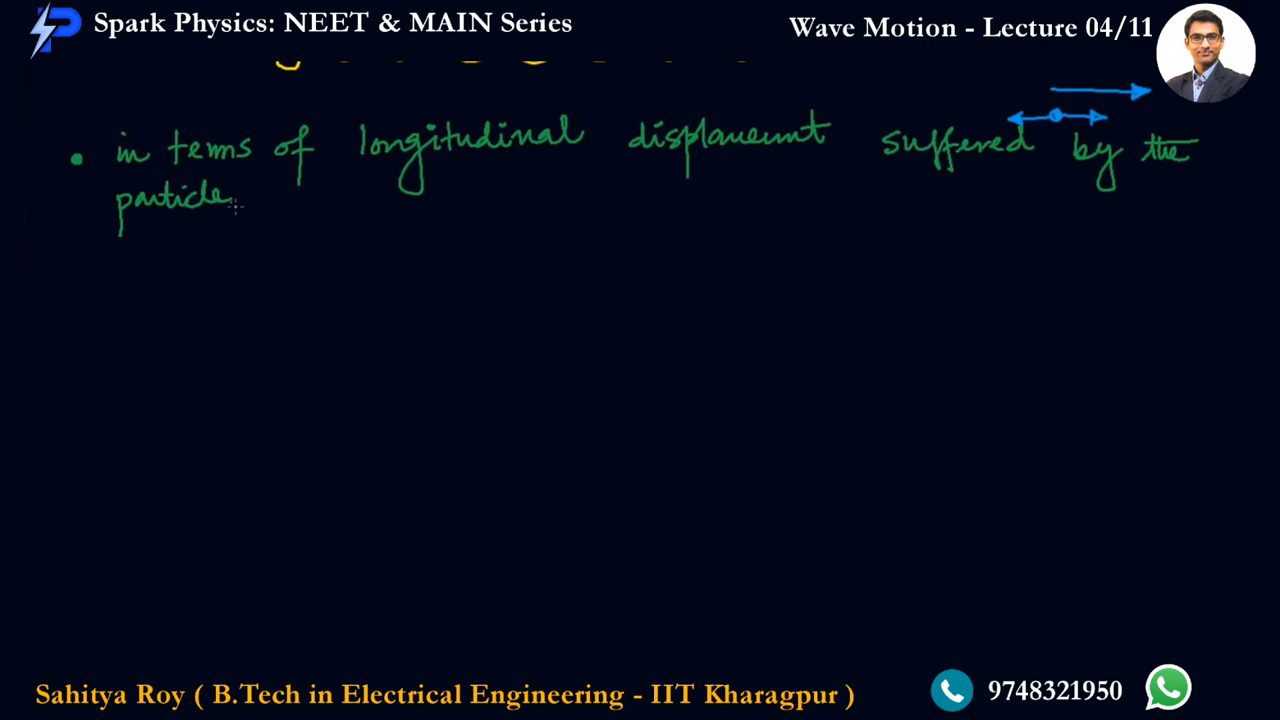 Spark Physics: NEET & MAIN Series
Wave Motion - Lecture 04/11
• in terms of longitudinal displacement suffered by the
particle
Sahitya Roy ( B.Tech in Electrical Engineering - IIT Kharagpur )
9748321950